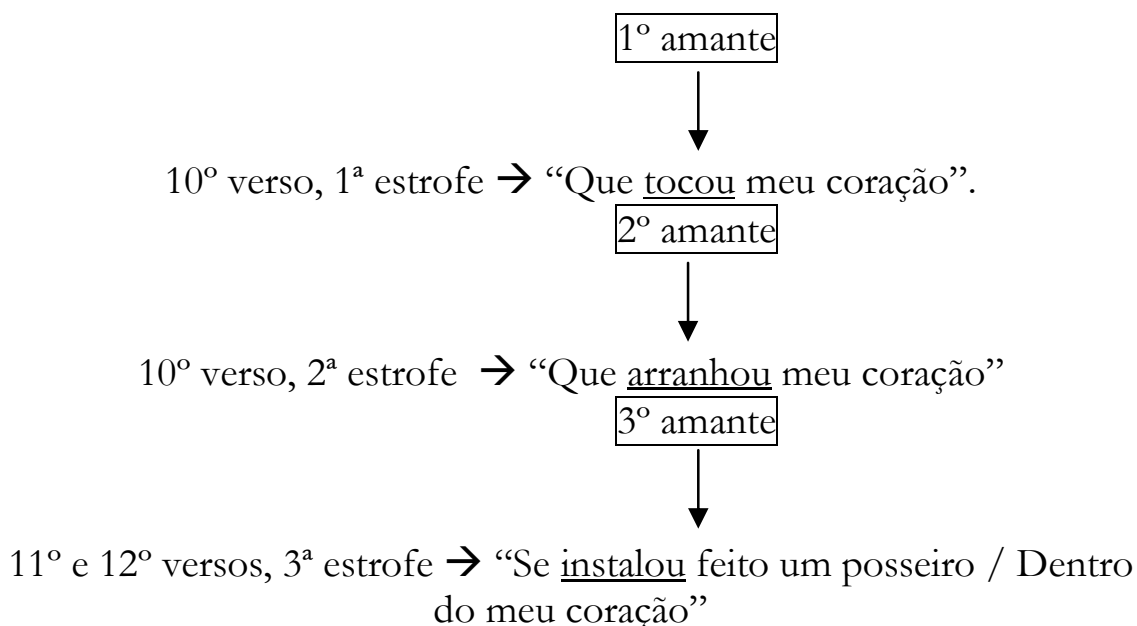 1º amante
10º verso, 1ª estrofe → “Que tocou meu coração”.
2º amante
10º verso, 2ª estrofe → “Que arranhou meu coração”
3º amante
11º e 12º versos, 3ª estrofe → “Se instalou feito um posseiro / Dentro
do meu coração”